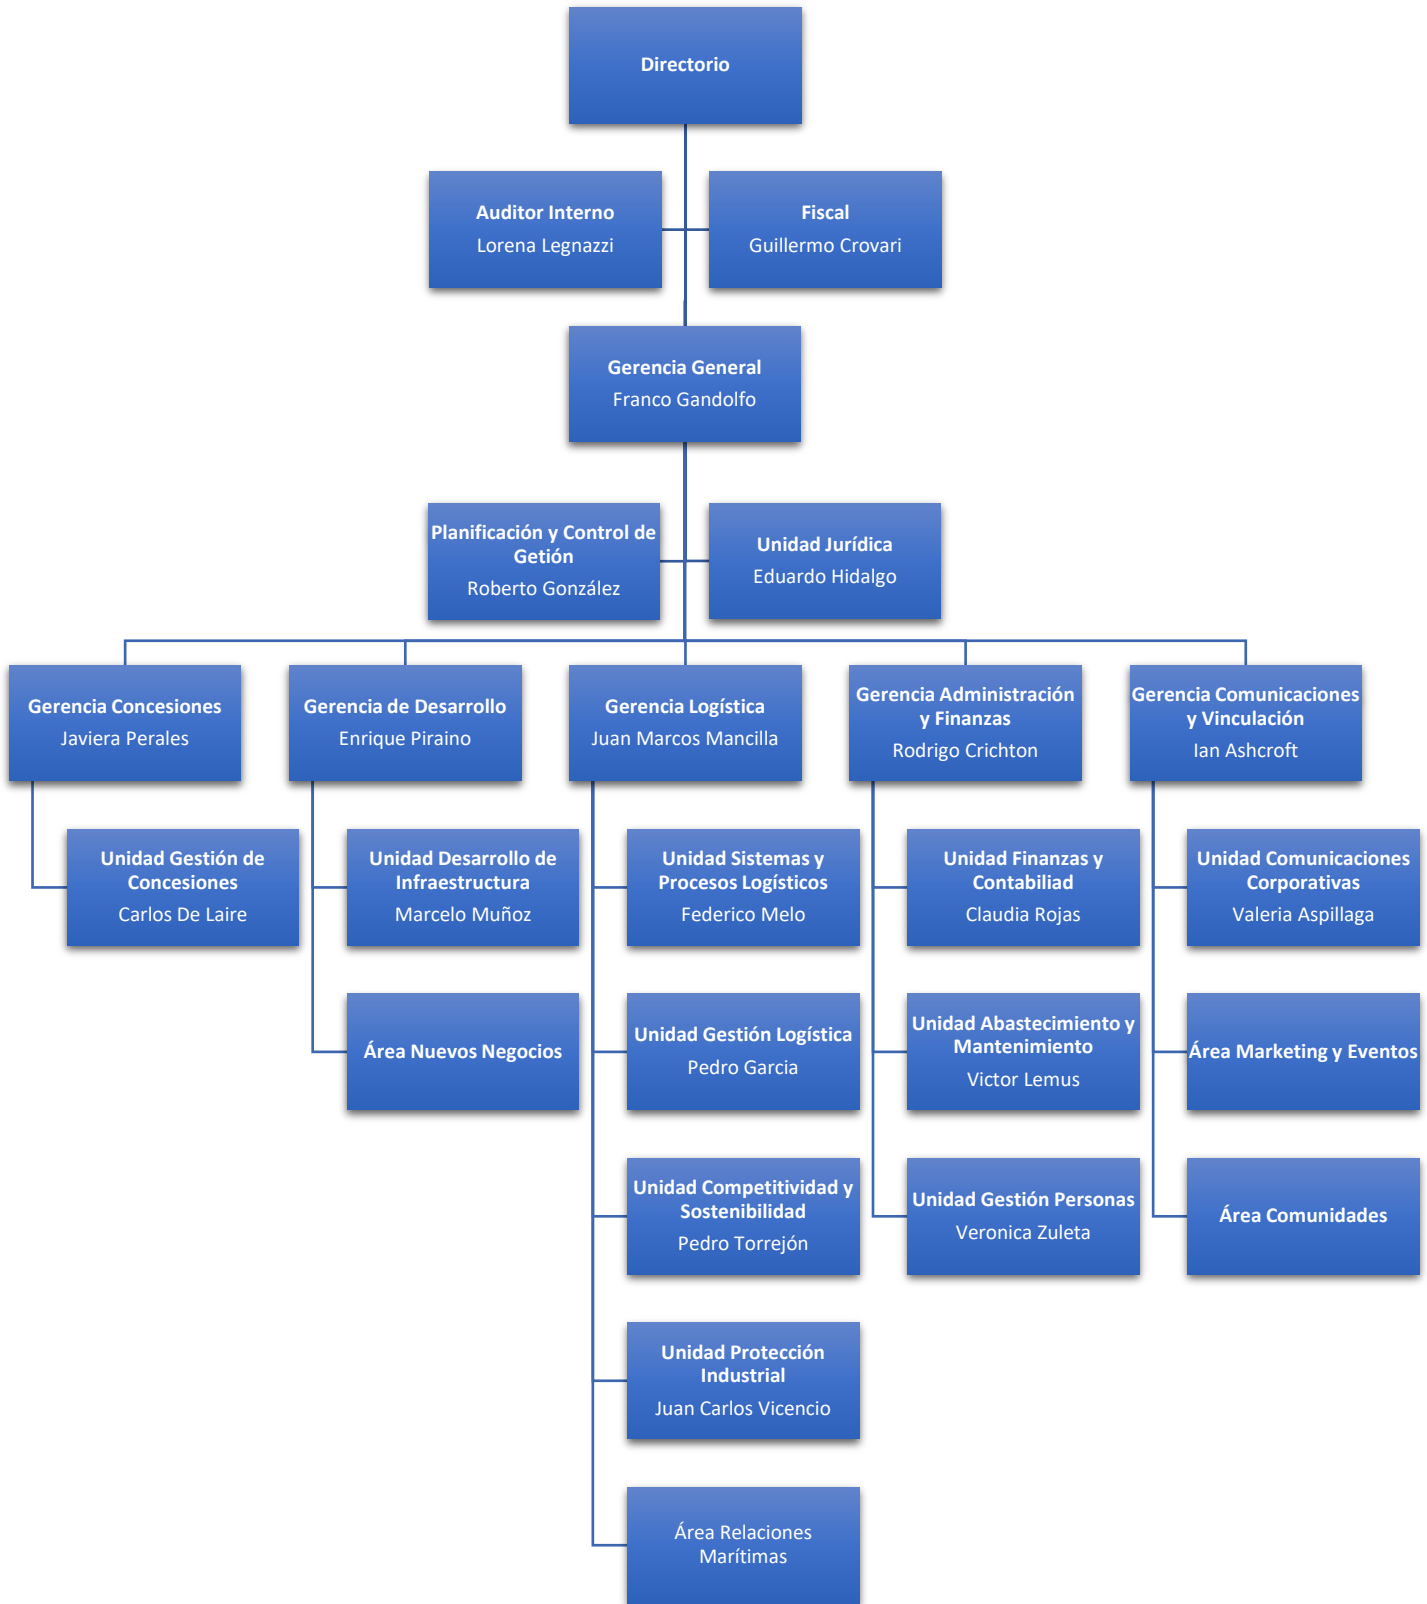 Directorio
Auditor Interno
Lorena Legnazzi
Fiscal
Guillermo Crovari
Gerencia General
Franco Gandolfo
Planificación y Control de
Getión
Roberto González
Unidad Jurídica
Eduardo Hidalgo
Gerencia Concesiones
Javiera Perales
Gerencia de Desarrollo
Enrique Piraino
Gerencia Logística
Juan Marcos Mancilla
Gerencia Administración
y Finanzas
Rodrigo Crichton
Gerencia Comunicaciones
y Vinculación
Ian Ashcroft
Unidad Gestión de
Concesiones
Carlos De Laire
Unidad Desarrollo de
Infraestructura
Marcelo Muñoz
Unidad Sistemas y
Procesos Logísticos
Federico Melo
Unidad Finanzas y
Contabiliad
Claudia Rojas
Unidad Comunicaciones
Corporativas
Valeria Aspillaga
Área Nuevos Negocios
Unidad Gestión Logística
Pedro Garcia
Unidad Abastecimiento y
Mantenimiento
Victor Lemus
Área Marketing y Eventos
Unidad Competitividad y
Sostenibilidad
Pedro Torrejón
Unidad Gestión Personas
Veronica Zuleta
Área Comunidades
Unidad Protección
Industrial
Juan Carlos Vicencio
Área Relaciones
Marítimas